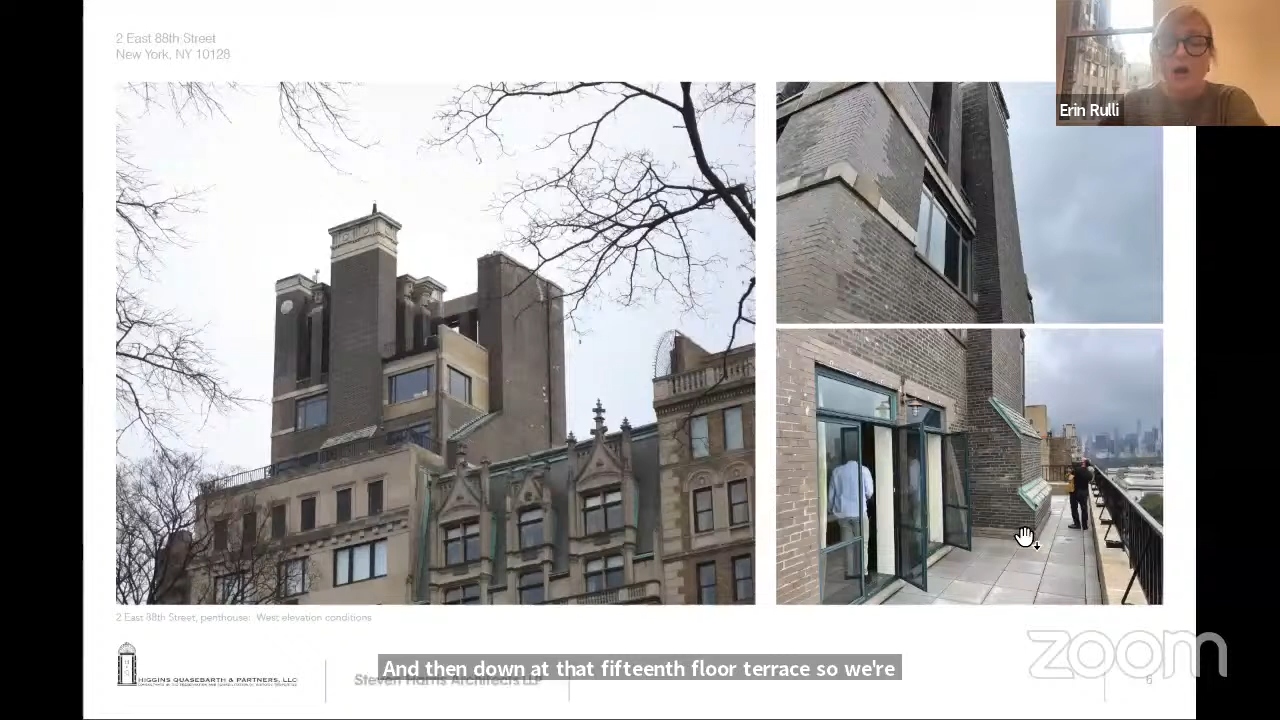 2 East 88th Street
New York, NY 10128
Erin Rulli
2 East 88th Street, penthouse: West elevation conditions
HIGGINS QUASEBARTH & PARTNERS, LLC
Steven Harris Architects LLP
And then down at that fifteenth floor terrace so we're
zoom
6